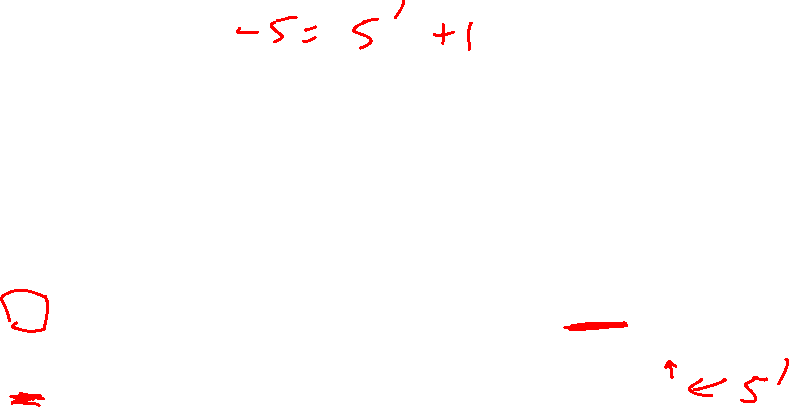 -5 = 5' + 1
↑ ← 5'